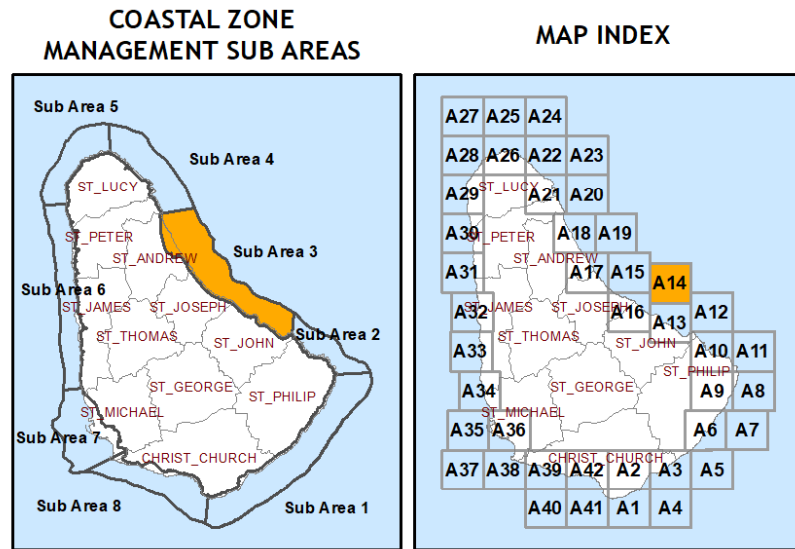 COASTAL ZONE
MANAGEMENT SUB AREAS
Sub Area 5
Sub Area 4
ST_LUCY
ST_PETER
Sub Area 3
ST_ANDREW
Sub Area 6
ST_JAMES
ST_JOSEPH
Sub Area 2
ST_THOMAS
ST_JOHN
ST_GEORGE
ST_PHILIP
ST_MICHAEL
Sub Area 7
CHRIST_CHURCH
Sub Area 8
Sub Area 1
MAP INDEX
A27 A25 A24
A28 A26 A22 A23
ST_LUCY
A29 A21 A20
A30 ST_PETER A18 A19
ST_ANDREW
A31 A17 A15 A14
A32 ST_JAMES ST_JOSEPH A16 A13 A12
ST_THOMAS
ST_JOHN
A33 A10 A11
ST_PHILIP
ST_GEORGE
A34 A9 A8
ST_MICHAEL
A35 A36 A6 A7
CHRIST_CHURCH
A37 A38 A39 A42 A2 A3 A5
A40 A41 A1 A4